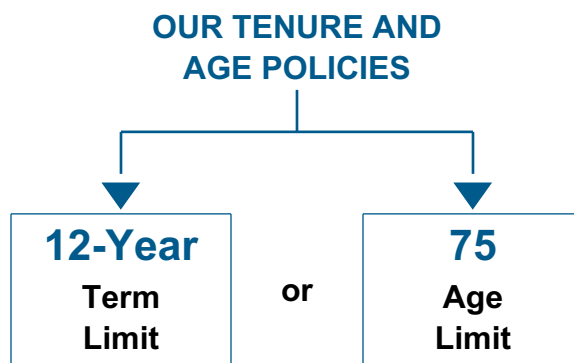 OUR TENURE AND
AGE POLICIES
12-Year
Term
Limit
or
75
Age
Limit